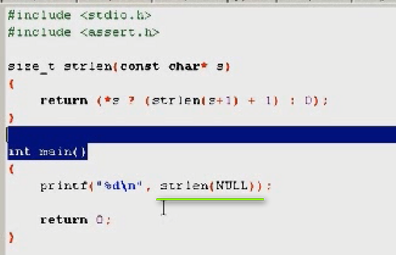 #include <stdio.h>
#include <assert.h>
size_t strlen(const char* s)
{
return (*s ? (strlen(s+1) + 1) : 0);
}
int main()
{
printf("%d\n", strlen(NULL));
return 0;
}